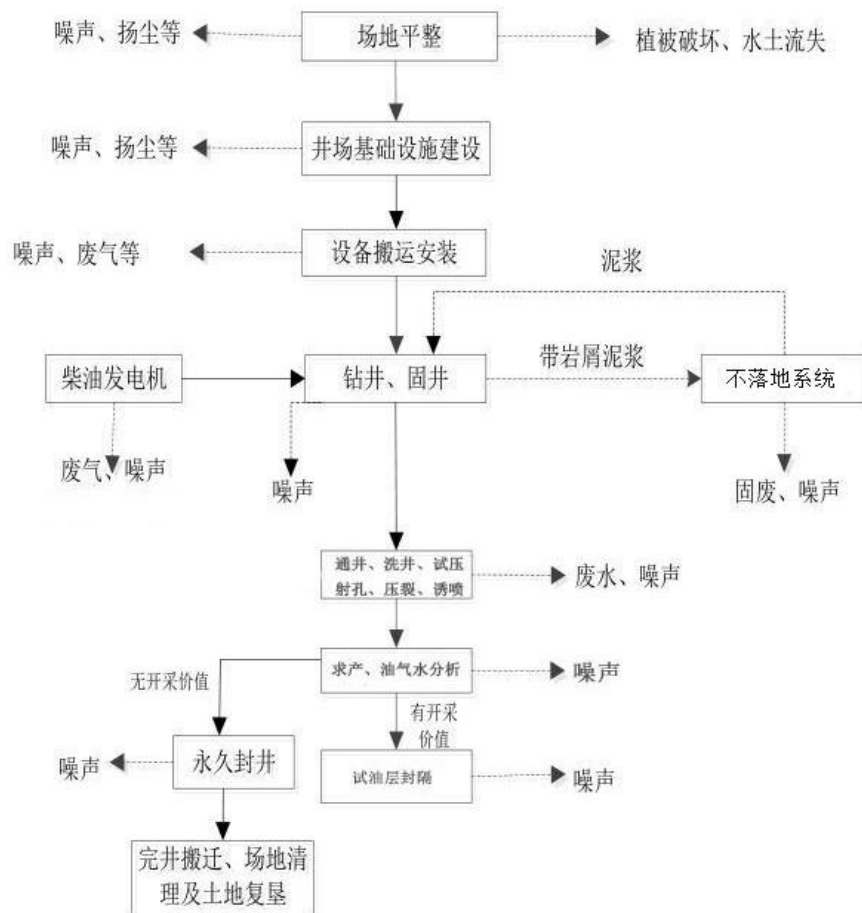 噪声、扬尘等
场地平整
植被破坏、水土流失
噪声、扬尘等
井场基础设施建设
噪声、废气等
设备搬运安装
泥浆
柴油发电机
钻井、固井
带岩屑泥浆
不落地系统
废气、噪声
噪声
固废、噪声
通井、洗井、试压
射孔、压裂、诱喷
废水、噪声
无开采价值
求产、油气水分析
噪声
有开采
价值
噪声
永久封井
试油层封隔
噪声
完井搬迁、场地清
理及土地复垦